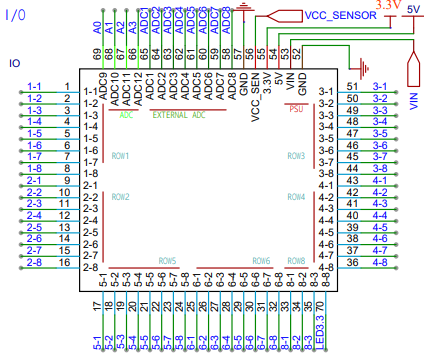 I/O
3.3V
5V
VCC_SENSOR
A0 A1 A2 A3 ADC1 ADC2 ADC3 ADC4 ADC5 ADC6 ADC7 ADC8
69 68 67 66 65 64 63 62 61 60 59 58 57 56 55 54 53 52
IO
ADC9 ADC10 ADC11 ADC12 ADC1 ADC2 ADC3 ADC4 ADC5 ADC6 ADC7 ADC8 GND VCC_SEN 3.3V 5V VIN GND
VIN
ADC EXTERNAL ADC PSU
1-1 1 1-1 3-1 51 3-1
1-2 2 1-2 3-2 50 3-2
1-3 3 1-3 3-3 49 3-3
1-4 4 1-4 3-4 48 3-4
1-5 5 1-5 3-5 47 3-5
1-6 6 1-6 3-6 46 3-6
1-7 7 1-7 ROW1 ROW3 3-7 45 3-7
1-8 8 1-8 3-8 44 3-8
2-1 9 2-1 4-1 43 4-1
2-2 10 2-2 ROW2 ROW4 4-2 42 4-2
2-3 11 2-3 4-3 41 4-3
2-4 12 2-4 4-4 40 4-4
2-5 13 2-5 4-5 39 4-5
2-6 14 2-6 4-6 38 4-6
2-7 15 2-7 4-7 37 4-7
2-8 16 2-8 4-8 36 4-8
ROW5 ROW6 ROW8
5-1 5-2 5-3 5-4 5-5 5-6 5-7 5-8 6-1 6-2 6-3 6-4 6-5 6-6 6-7 6-8 8-1 8-2 8-3 8-8
17 18 19 20 21 22 23 24 25 26 27 28 29 30 31 32 33 34 35 70
5-1 5-2 5-3 5-4 5-5 5-6 5-7 5-8 6-1 6-2 6-3 6-4 6-5 6-6 6-7 6-8 8-1 8-2 8-3 LED3.3